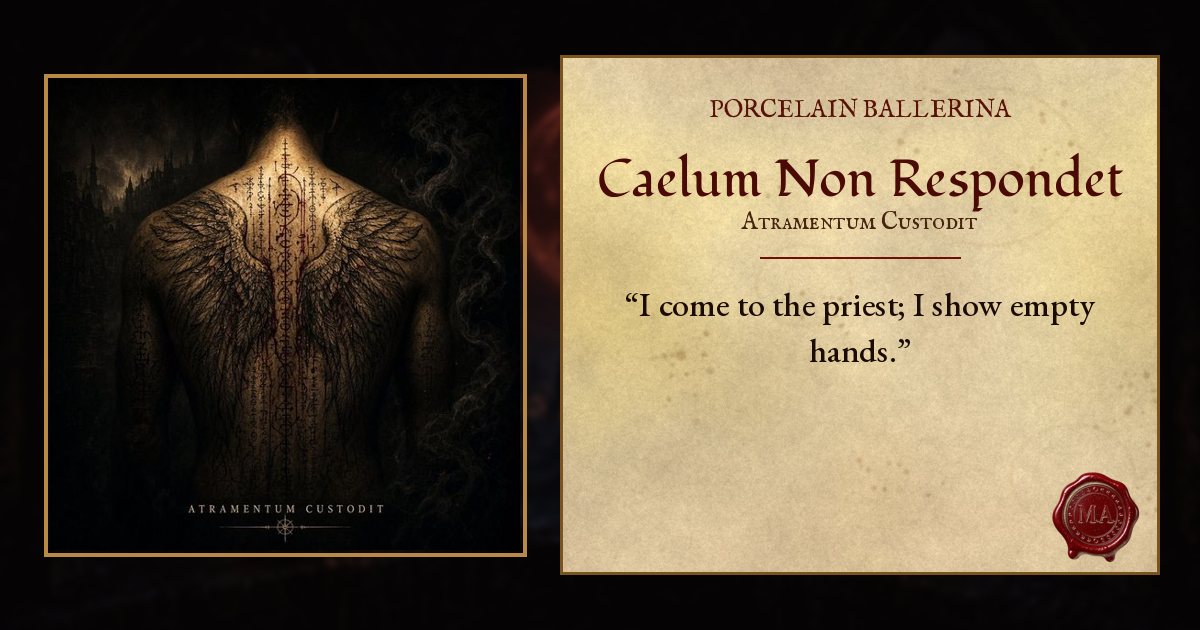 ATRAMENTUM CUSTODIT
PORCELAIN BALLERINA
Caelum Non Respondet
Atramentum Custodit
“I come to the priest; I show empty
hands.”
MA